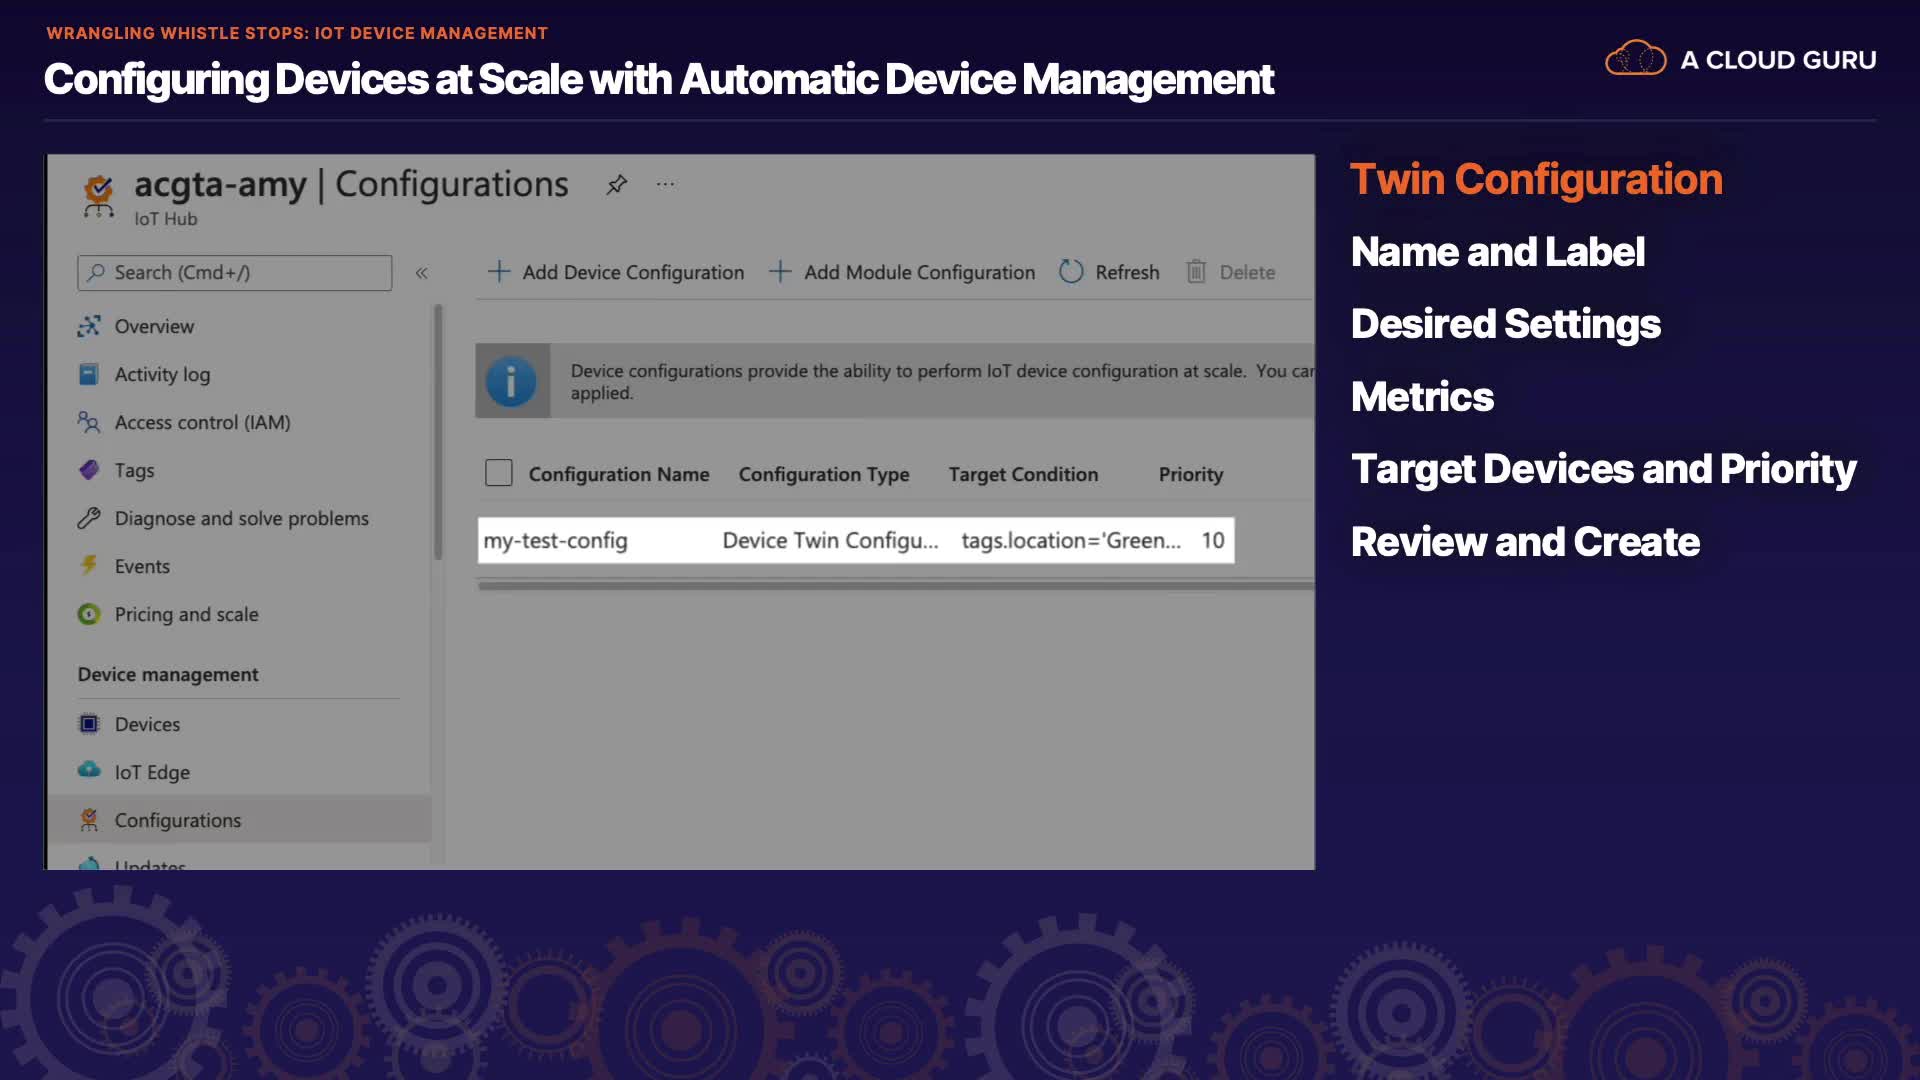 WRANGLING WHISTLE STOPS: IOT DEVICE MANAGEMENT
Configuring Devices at Scale with Automatic Device Management
A CLOUD GURU
acgta-amy | Configurations
IoT Hub
Search (Cmd+/)
Overview
Activity log
Access control (IAM)
Tags
Diagnose and solve problems
Events
Pricing and scale
Device management
Devices
IoT Edge
Configurations
Updates
Add Device Configuration
Add Module Configuration
Refresh
Delete
Device configurations provide the ability to perform IoT device configuration at scale. You can
applied.
Configuration Name Configuration Type Target Condition Priority
my-test-config Device Twin Configu... tags.location='Green... 10
Twin Configuration
Name and Label
Desired Settings
Metrics
Target Devices and Priority
Review and Create